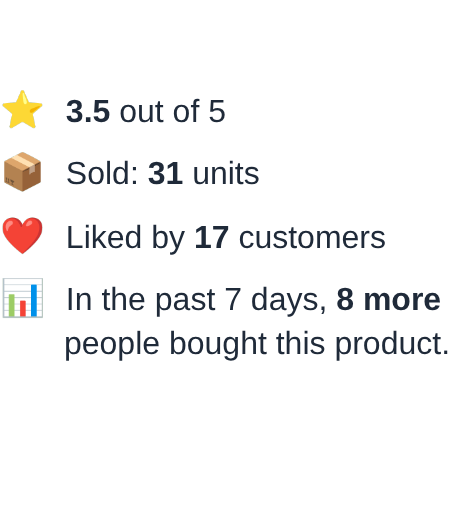 3.5 out of 5
Sold: 31 units
Liked by 17 customers
In the past 7 days, 8 more
people bought this product.